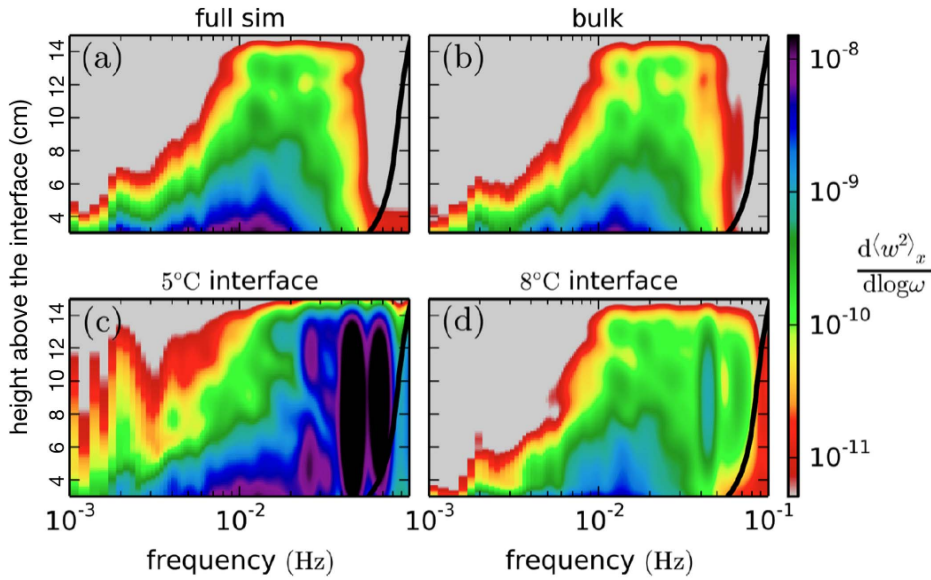 full sim
bulk
(a)
(b)
14
12
10
8
6
4
5°C interface
8°C interface
(c)
(d)
14
12
10
8
6
4
10^-3
10^-2
10^-3
10^-2
10^-1
height above the interface (cm)
frequency (Hz)
frequency (Hz)
10^-8
10^-9
10^-10
10^-11
d⟨w^2⟩_x
dlogω